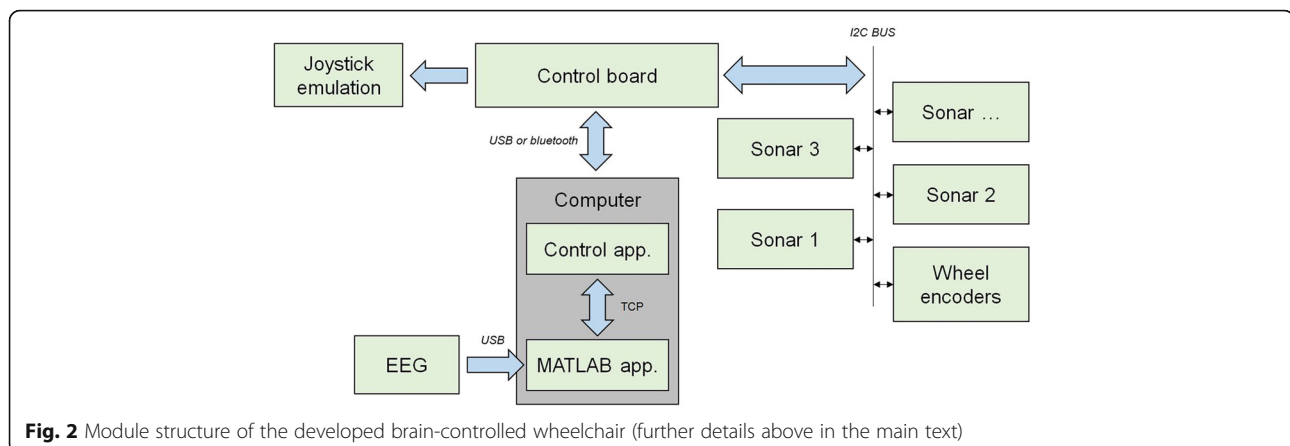 I2C BUS
Joystick
emulation
Control board
Sonar ...
USB or bluetooth
Sonar 3
Computer
Sonar 2
Control app.
Sonar 1
TCP
Wheel
encoders
USB
EEG
MATLAB app.
Fig. 2 Module structure of the developed brain-controlled wheelchair (further details above in the main text)